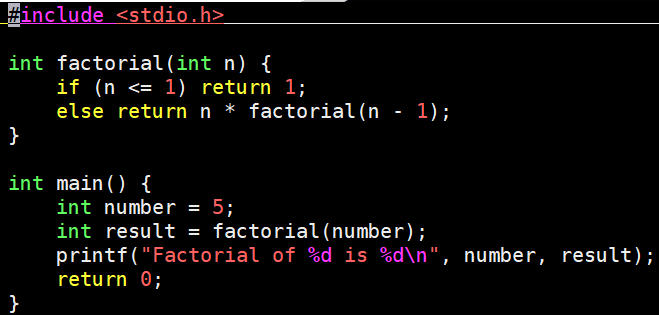 #include <stdio.h>

int factorial(int n) {
    if (n <= 1) return 1;
    else return n * factorial(n - 1);
}

int main() {
    int number = 5;
    int result = factorial(number);
    printf("Factorial of %d is %d\n", number, result);
    return 0;
}